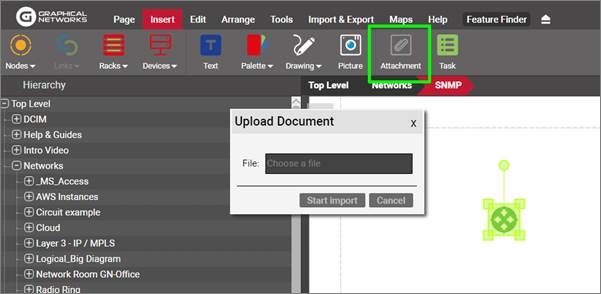 GRAPHICAL NETWORKS
Page Insert Edit Arrange Tools Import & Export Maps Help Feature Finder
Nodes Links Racks Devices Text Palette Drawing Picture Attachment Task
Hierarchy
Top Level Networks SNMP
Top Level
DCIM
Help & Guides
Intro Video
Networks
_MS_Access
AWS Instances
Circuit example
Cloud
Layer 3 - IP / MPLS
Logical_Big Diagram
Network Room GN-Office
Radio Ring
Upload Document x
File: Choose a file
Start import Cancel